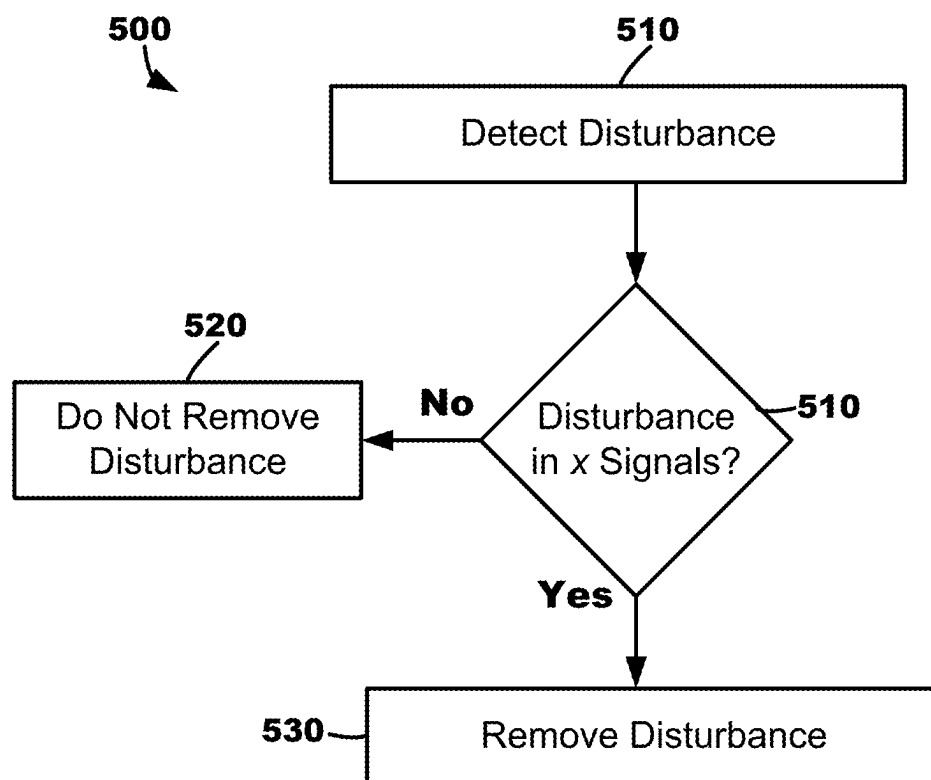 500
510
Detect Disturbance
520
Do Not Remove
Disturbance
No
Disturbance
in x Signals?
510
Yes
530
Remove Disturbance